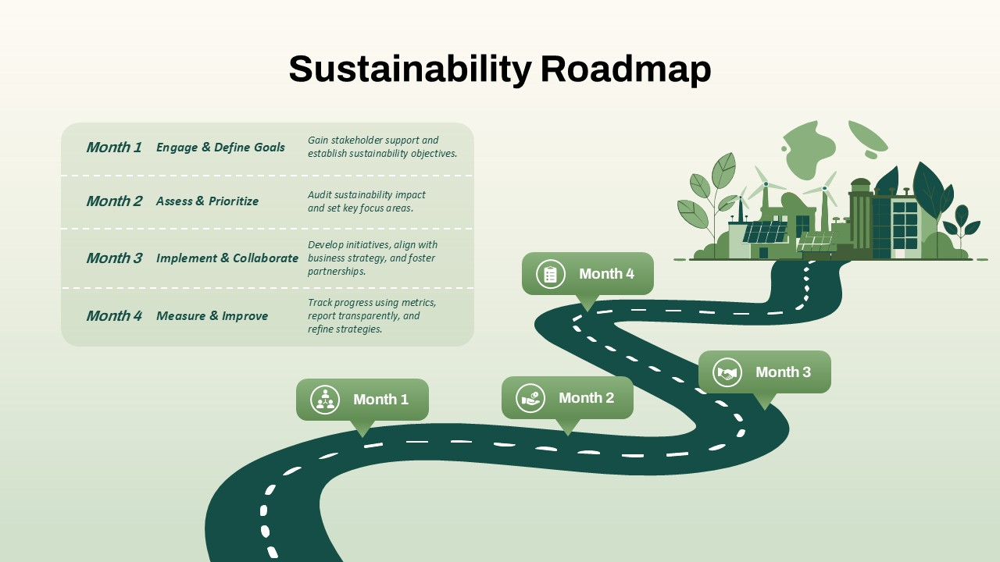 Sustainability Roadmap
Month 1
Engage & Define Goals
Gain stakeholder support and
establish sustainability objectives.
Month 2
Assess & Prioritize
Audit sustainability impact
and set key focus areas.
Month 3
Implement & Collaborate
Develop initiatives, align with
business strategy, and foster
partnerships.
Month 4
Measure & Improve
Track progress using metrics,
report transparently, and
refine strategies.
Month 4
Month 3
Month 1
Month 2